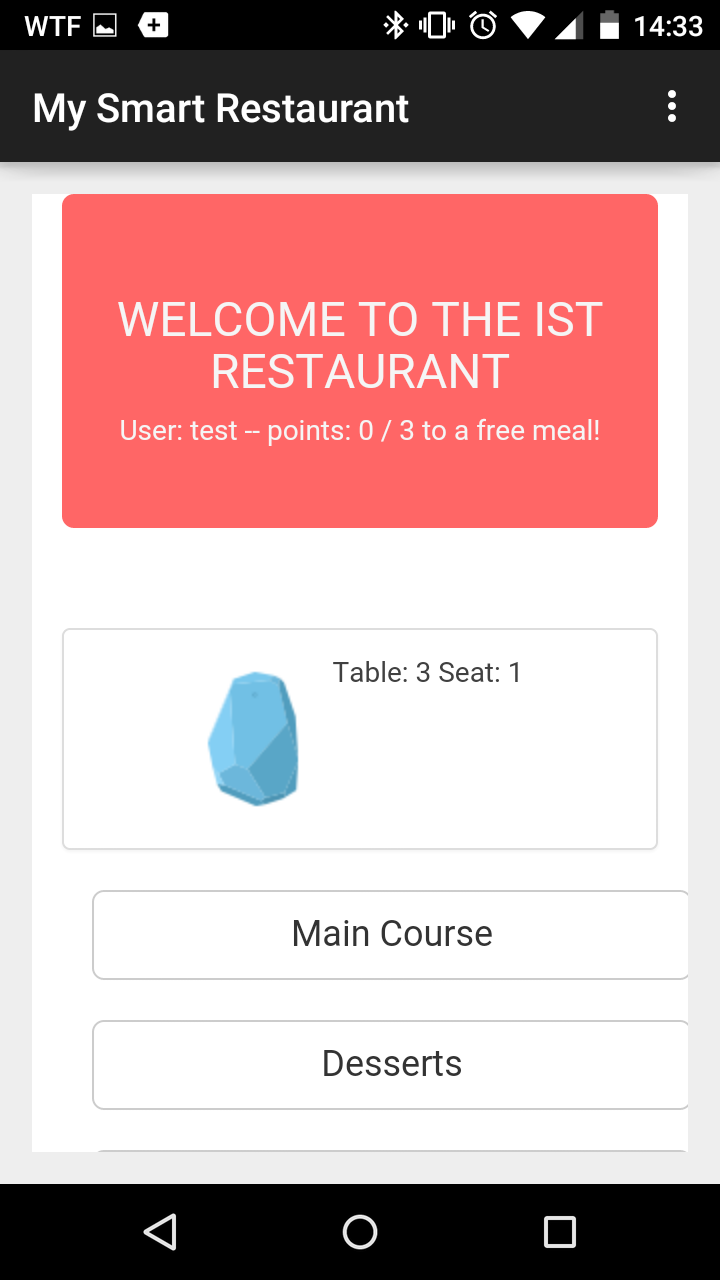 WTF 14:33
My Smart Restaurant
WELCOME TO THE IST
RESTAURANT
User: test -- points: 0 / 3 to a free meal!
Table: 3 Seat: 1
Main Course
Desserts